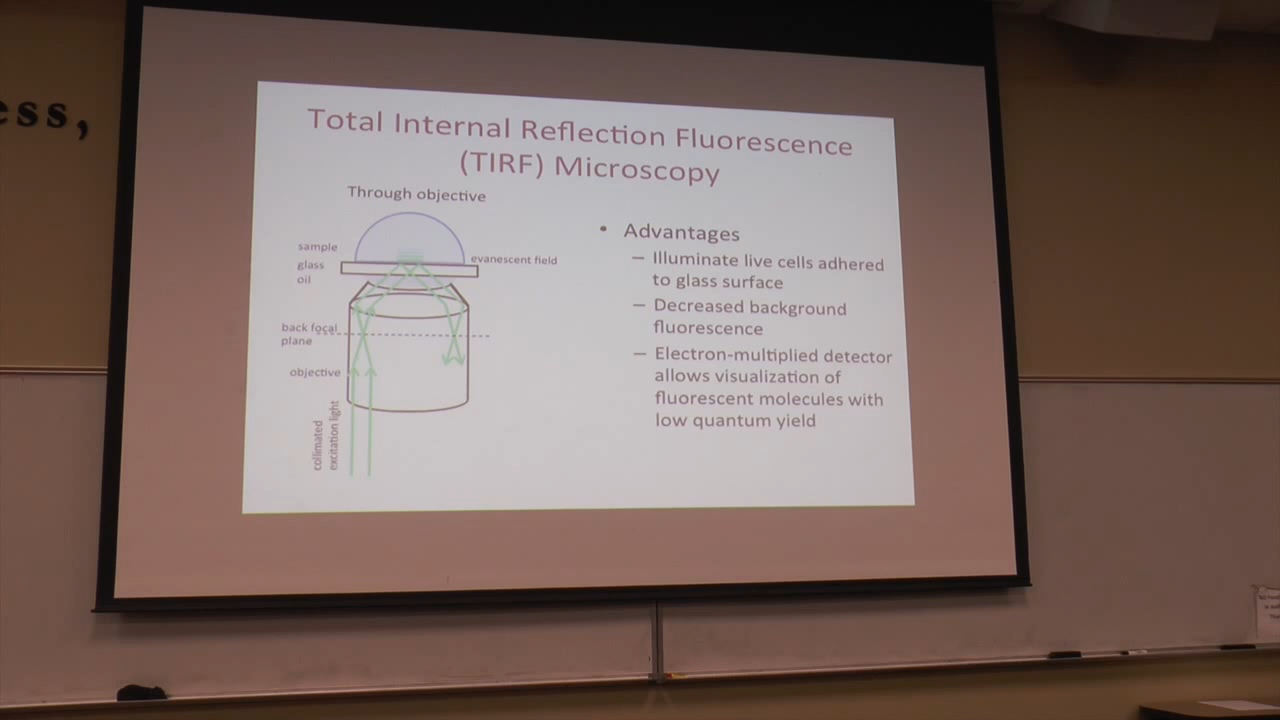 ess,
Total Internal Reflection Fluorescence
(TIRF) Microscopy
Through objective
sample
glass
oil
evanescent field
back focal
plane
objective
collimated
excitation light
• Advantages
– Illuminate live cells adhered
to glass surface
– Decreased background
fluorescence
– Electron-multiplied detector
allows visualization of
fluorescent molecules with
low quantum yield